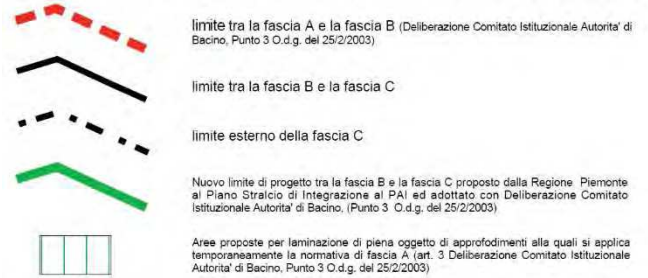 limite tra la fascia A e la fascia B (Deliberazione Comitato Istituzionale Autorita' di
Bacino, Punto 3 O.d.g. del 25/2/2003)
limite tra la fascia B e la fascia C
limite esterno della fascia C
Nuovo limite di progetto tra la fascia B e la fascia C proposto dalla Regione Piemonte
al Piano Stralcio di Integrazione al PAI ed adottato con Deliberazione Comitato
Istituzionale Autorita' di Bacino, (Punto 3 O.d.g. del 25/2/2003)
Aree proposte per laminazione di piena oggetto di approfodimenti alla quali si applica
temporaneamente la normativa di fascia A (art. 3 Deliberazione Comitato Istituzionale
Autorita' di Bacino, Punto 3 O.d.g. del 25/2/2003)